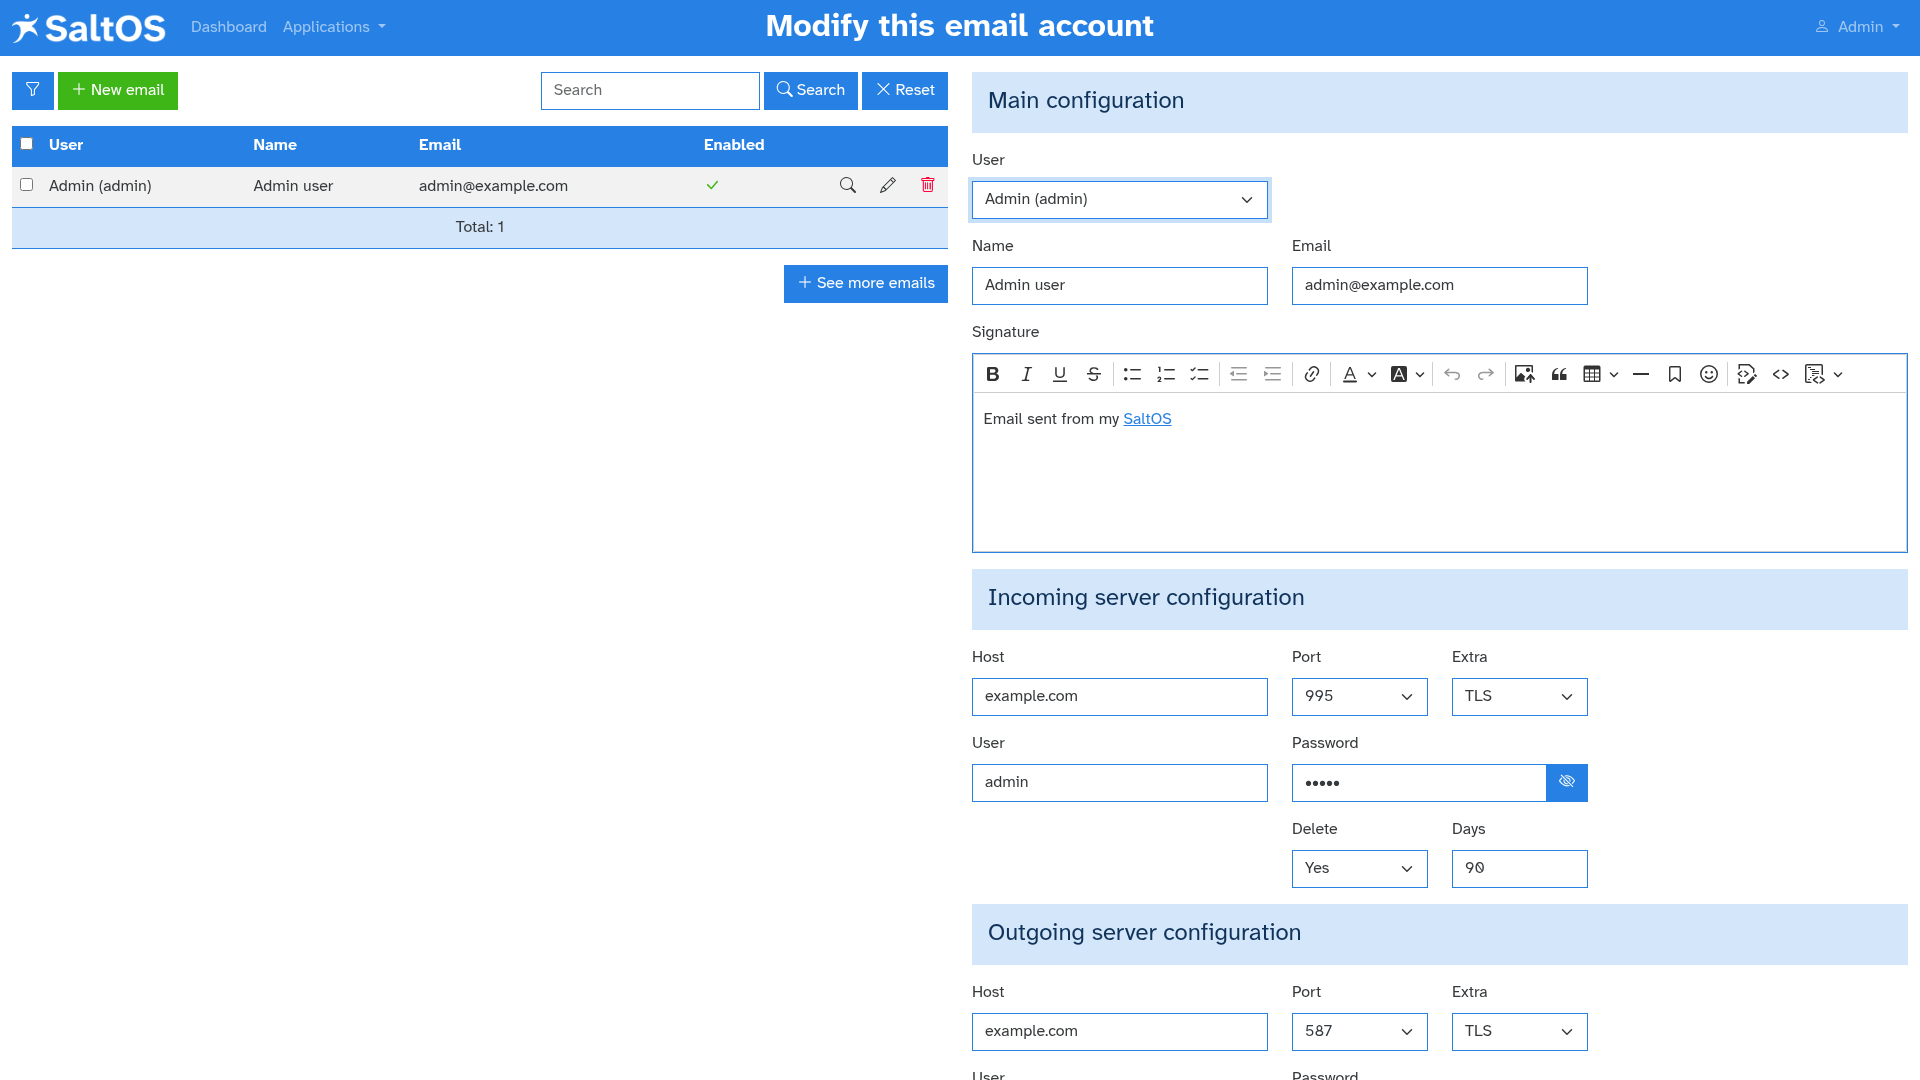 SaltOS Dashboard Applications Modify this email account Admin
New email Search Search Reset
User Name Email Enabled
Admin (admin) Admin user admin@example.com
Total: 1
See more emails
Main configuration
User
Admin (admin)
Name Email
Admin user admin@example.com
Signature
Email sent from my SaltOS
Incoming server configuration
Host Port Extra
example.com 995 TLS
User Password
admin •••••
Delete Days
Yes 90
Outgoing server configuration
Host Port Extra
example.com 587 TLS
User Password